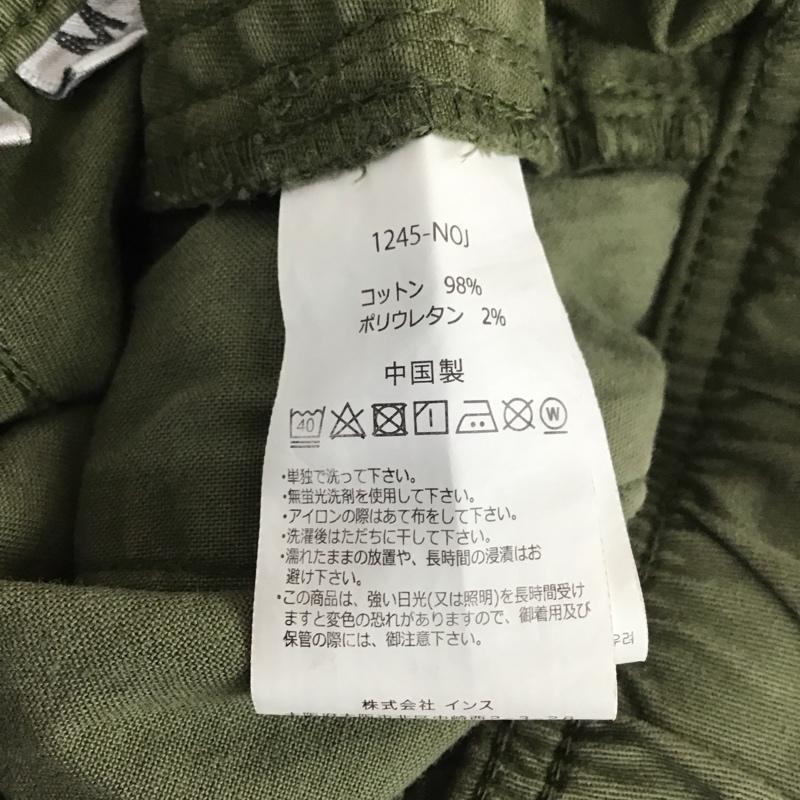 M
1245-NOJ
コットン 98%
ポリウレタン 2%
中国製
40
W
・単独で洗って下さい。
・無蛍光洗剤を使用して下さい。
・アイロンの際はあて布をして下さい。
・洗濯後はただちに干して下さい。
・濡れたままの放置や、長時間の浸漬はお
避け下さい。
・この商品は、強い日光(又は照明)を長時間受け
ますと変色の恐れがありますので、御着用及び
保管の際には、御注意下さい。
우려
株式会社 インス